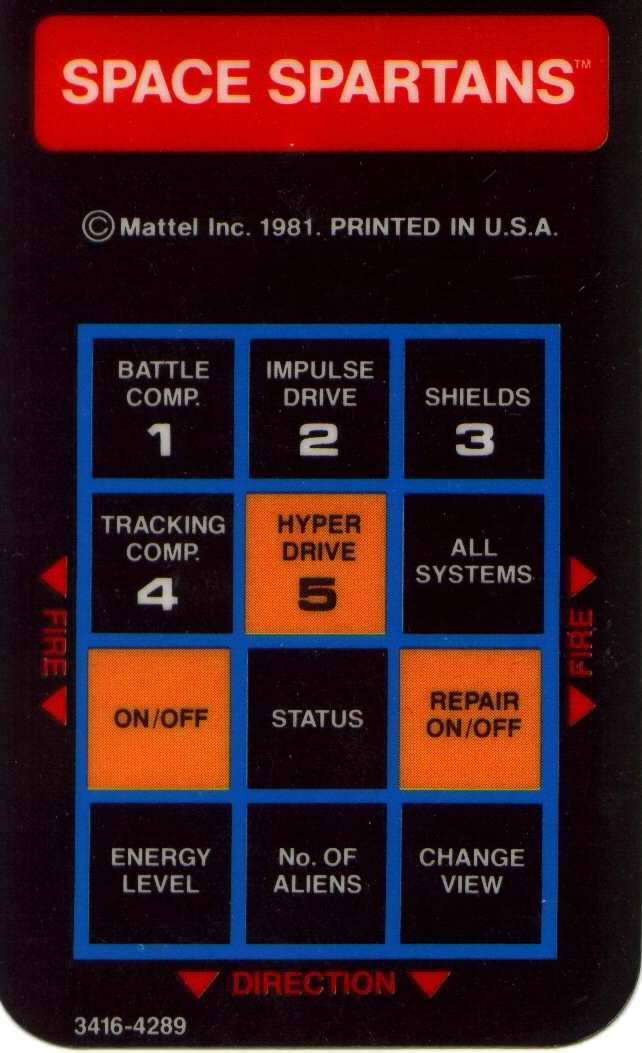 SPACE SPARTANS™
©Mattel Inc. 1981. PRINTED IN U.S.A.
BATTLE
COMP.
1
IMPULSE
DRIVE
2
SHIELDS
3
TRACKING
COMP.
4
HYPER
DRIVE
5
ALL
SYSTEMS
FIRE
FIRE
ON/OFF
STATUS
REPAIR
ON/OFF
ENERGY
LEVEL
No. OF
ALIENS
CHANGE
VIEW
DIRECTION
3416-4289